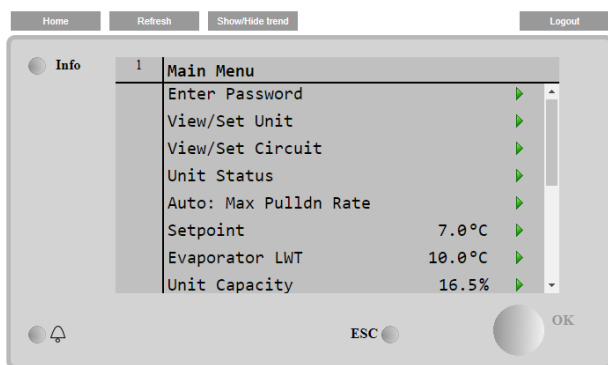 Home Refresh Show/Hide trend Logout
Info 1 Main Menu
Enter Password
View/Set Unit
View/Set Circuit
Unit Status
Auto: Max Pulldn Rate
Setpoint 7.0°C
Evaporator LWT 10.0°C
Unit Capacity 16.5%
ESC OK